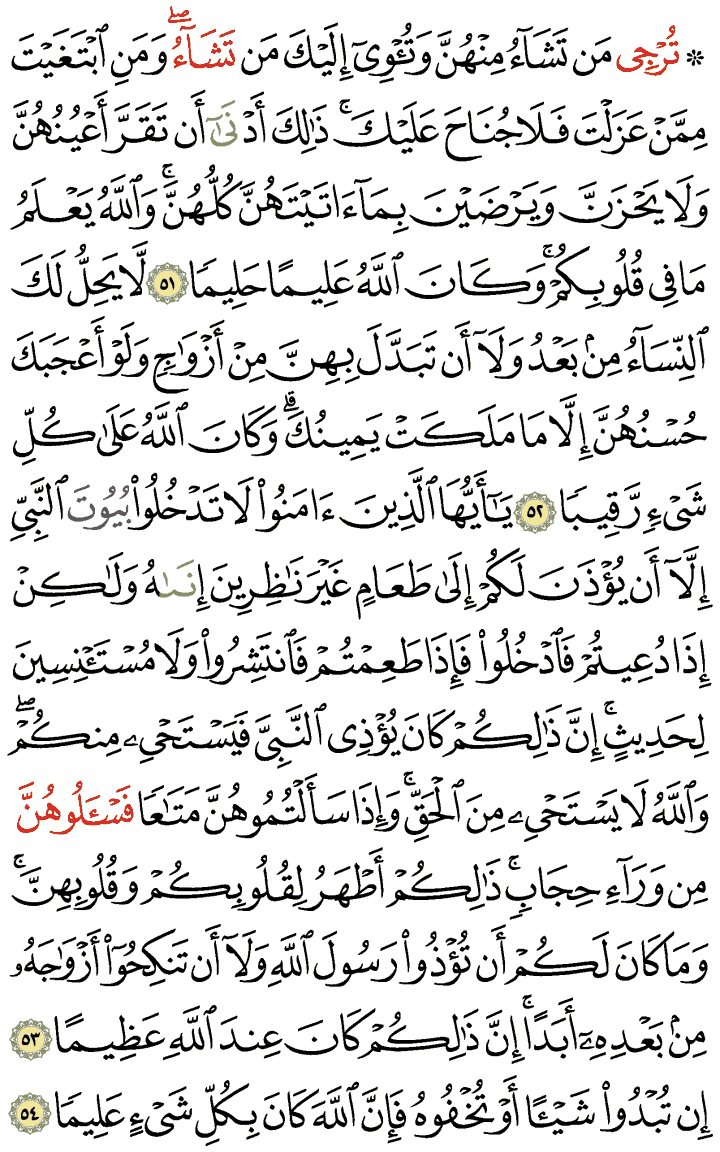 ۞ تُرْجِى مَن تَشَآءُ مِنْهُنَّ وَتُـْٔوِىٓ إِلَيْكَ مَن تَشَآءُ ۖ وَمَنِ ٱبْتَغَيْتَ
مِمَّنْ عَزَلْتَ فَلَا جُنَاحَ عَلَيْكَ ۚ ذَٰلِكَ أَدْنَىٰٓ أَن تَقَرَّ أَعْيُنُهُنَّ
وَلَا يَحْزَنَّ وَيَرْضَيْنَ بِمَآ ءَاتَيْتَهُنَّ كُلُّهُنَّ ۚ وَٱللَّهُ يَعْلَمُ
مَا فِى قُلُوبِكُمْ ۚ وَكَانَ ٱللَّهُ عَلِيمًا حَلِيمًا ٥١ لَّا يَحِلُّ لَكَ
ٱلنِّسَآءُ مِنۢ بَعْدُ وَلَآ أَن تَبَدَّلَ بِهِنَّ مِنْ أَزْوَٰجٍ وَلَوْ أَعْجَبَكَ
حُسْنُهُنَّ إِلَّا مَا مَلَكَتْ يَمِينُكَ ۗ وَكَانَ ٱللَّهُ عَلَىٰ كُلِّ
شَىْءٍ رَّقِيبًا ٥٢ يَـٰٓأَيُّهَا ٱلَّذِينَ ءَامَنُوا۟ لَا تَدْخُلُوا۟ بُيُوتَ ٱلنَّبِىِّ
إِلَّآ أَن يُؤْذَنَ لَكُمْ إِلَىٰ طَعَامٍ غَيْرَ نَـٰظِرِينَ إِنَىٰهُ وَلَـٰكِنْ
إِذَا دُعِيتُمْ فَٱدْخُلُوا۟ فَإِذَا طَعِمْتُمْ فَٱنتَشِرُوا۟ وَلَا مُسْتَـْٔنِسِينَ
لِحَدِيثٍ ۚ إِنَّ ذَٰلِكُمْ كَانَ يُؤْذِى ٱلنَّبِىَّ فَيَسْتَحْىِۦ مِنكُمْ ۖ
وَٱللَّهُ لَا يَسْتَحْىِۦ مِنَ ٱلْحَقِّ ۚ وَإِذَا سَأَلْتُمُوهُنَّ مَتَـٰعًا فَسْـَٔلُوهُنَّ
مِن وَرَآءِ حِجَابٍ ۚ ذَٰلِكُمْ أَطْهَرُ لِقُلُوبِكُمْ وَقُلُوبِهِنَّ ۚ
وَمَا كَانَ لَكُمْ أَن تُؤْذُوا۟ رَسُولَ ٱللَّهِ وَلَآ أَن تَنكِحُوٓا۟ أَزْوَٰجَهُۥ
مِنۢ بَعْدِهِۦٓ أَبَدًا ۚ إِنَّ ذَٰلِكُمْ كَانَ عِندَ ٱللَّهِ عَظِيمًا ٥٣
إِن تُبْدُوا۟ شَيْـًٔا أَوْ تُخْفُوهُ فَإِنَّ ٱللَّهَ كَانَ بِكُلِّ شَىْءٍ عَلِيمًا ٥٤